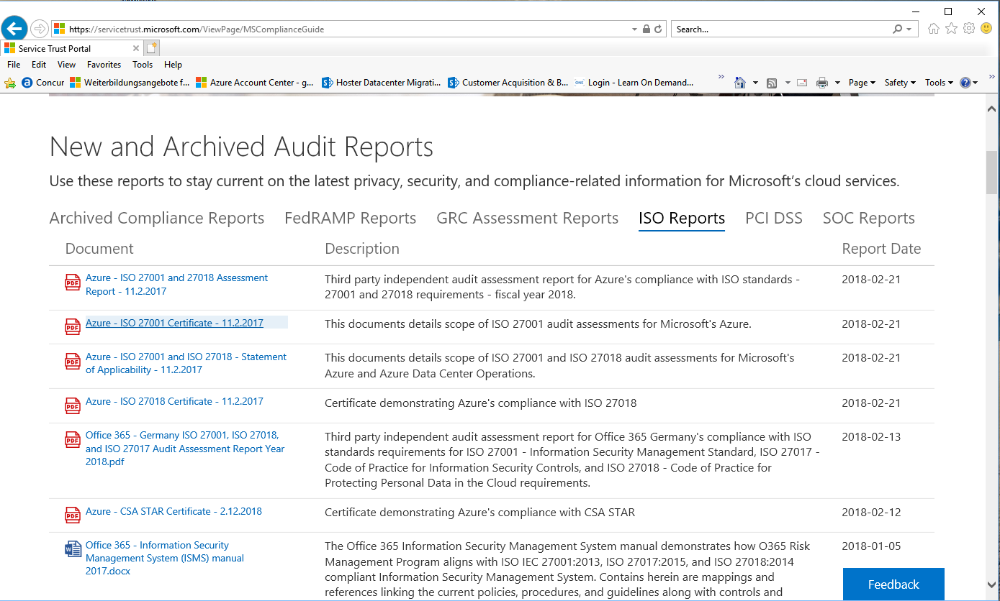 https://servicetrust.microsoft.com/ViewPage/MSComplianceGuide
Search...
Service Trust Portal
File Edit View Favorites Tools Help
Concur Weiterbildungsangebote f... Azure Account Center - g... Hoster Datacenter Migrati... Customer Acquisition & B... ONE Login - Learn On Demand... » Page Safety Tools »
New and Archived Audit Reports
Use these reports to stay current on the latest privacy, security, and compliance-related information for Microsoft's cloud services.
Archived Compliance Reports FedRAMP Reports GRC Assessment Reports ISO Reports PCI DSS SOC Reports
Document Description Report Date
PDF
Azure - ISO 27001 and 27018 Assessment
Report - 11.2.2017
Third party independent audit assessment report for Azure's compliance with ISO standards -
27001 and 27018 requirements - fiscal year 2018.
2018-02-21
PDF
Azure - ISO 27001 Certificate - 11.2.2017
This documents details scope of ISO 27001 audit assessments for Microsoft's Azure.
2018-02-21
PDF
Azure - ISO 27001 and ISO 27018 - Statement
of Applicability - 11.2.2017
This documents details scope of ISO 27001 and ISO 27018 audit assessments for Microsoft's
Azure and Azure Data Center Operations.
2018-02-21
PDF
Azure - ISO 27018 Certificate - 11.2.2017
Certificate demonstrating Azure's compliance with ISO 27018
2018-02-21
PDF
Office 365 - Germany ISO 27001, ISO 27018,
and ISO 27017 Audit Assessment Report Year
2018.pdf
Third party independent audit assessment report for Office 365 Germany's compliance with ISO
standards requirements for ISO 27001 - Information Security Management Standard, ISO 27017 -
Code of Practice for Information Security Controls, and ISO 27018 - Code of Practice for
Protecting Personal Data in the Cloud requirements.
2018-02-13
PDF
Azure - CSA STAR Certificate - 2.12.2018
Certificate demonstrating Azure's compliance with CSA STAR
2018-02-12
Office 365 - Information Security
Management System (ISMS) manual
2017.docx
The Office 365 Information Security Management System manual demonstrates how O365 Risk
Management Program aligns with ISO IEC 27001:2013, ISO 27017:2015, and ISO 27018:2014
compliant Information Security Management System. Contains herein are mappings and
references linking the current policies, procedures, and guidelines along with controls and
2018-01-05
Feedback